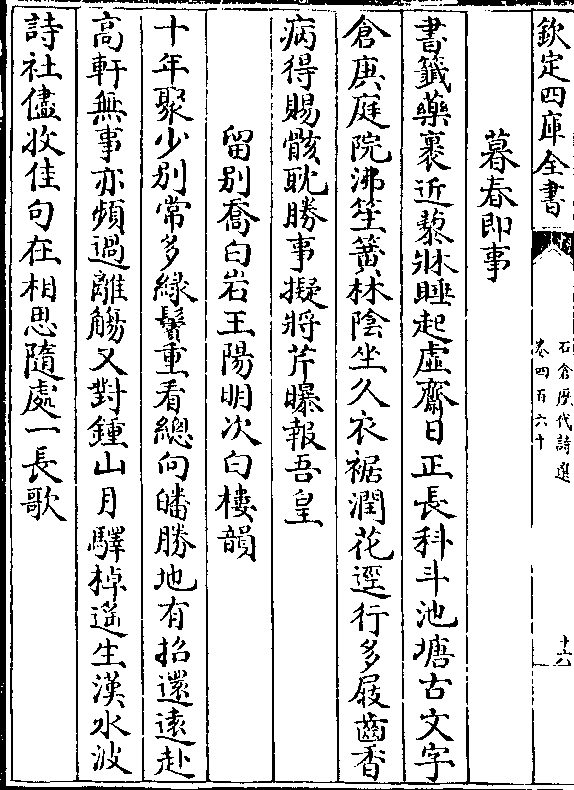 欽定四庫全書
石倉歷代詩選
卷四百六十
十六
暮春即事
書籤藥裹近藜牀睡起虛齋日正長科斗池塘古文字
倉庚庭院沸笙簧林陰坐久衣裾潤花逕行多屐齒香
病得賜骸耽勝事擬將芹曝報吾皇
留别喬白岩王陽明次白樓韻
十年聚少别常多緑鬢重看總向皤勝地有招還遠赴
高軒無事亦頻過離觴又對鍾山月驛棹遥生漢水波
詩社儘收佳句在相思隨處一長歌